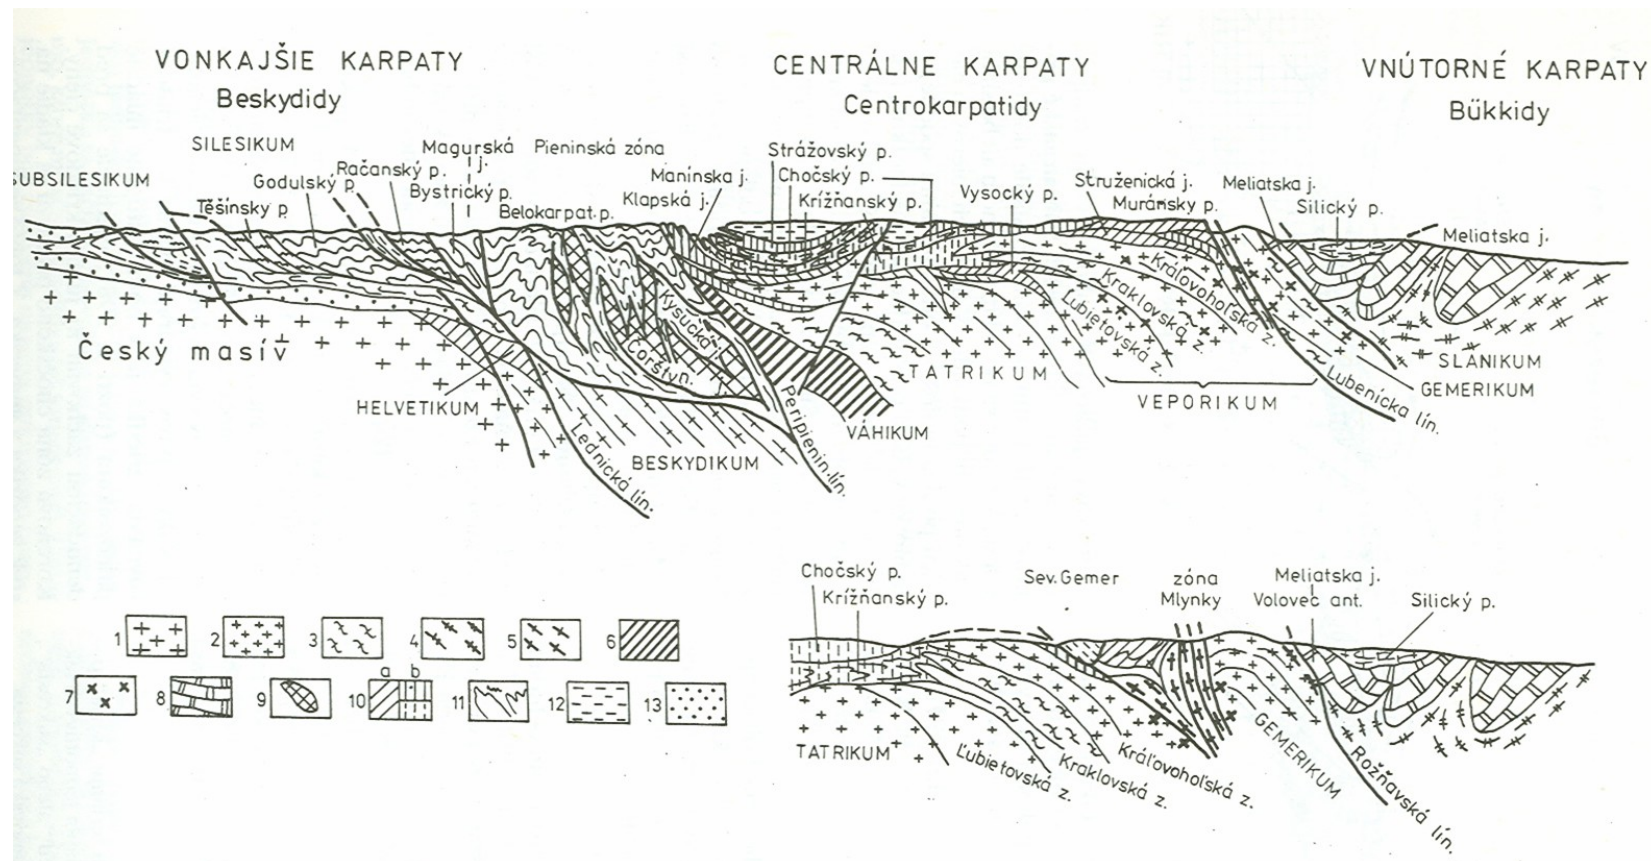 VONKAJŠIE KARPATY
Beskydidy
CENTRÁLNE KARPATY
Centrokarpatidy
VNÚTORNÉ KARPATY
Bükkidy
SUBSILESIKUM
SILESIKUM
Těšínsky p.
Godulský p.
Račanský p.
Magurská j.
Bystrický p.
Pieninská zóna
Belokarpat. p.
Klapská j.
Manínska j.
Strážovský p.
Chočský p.
Krížňanský p.
Vysocký p.
Struženická j.
Muránsky p.
Meliatska j.
Silický p.
Meliatska j.
Český masív
HELVETIKUM
Lednická lín.
BESKYDIKUM
Kysucká
Čorštyn.
Peripienin. lín.
VÁHIKUM
TATRIKUM
Ľubietovská z.
Kraklovská z.
Kráľovohoľská z.
VEPORIKUM
Lubenícka lín.
GEMERIKUM
SLANIKUM
1
2
3
4
5
6
7
8
9
10
a
b
11
12
13
Chočský p.
Krížňanský p.
Sev. Gemer
zóna
Mlynky
Meliatska j.
Volovec ant.
Silický p.
TATRIKUM
Ľubietovská z.
Kraklovská z.
Kráľovohoľská z.
GEMERIKUM
Rožňavská lín.